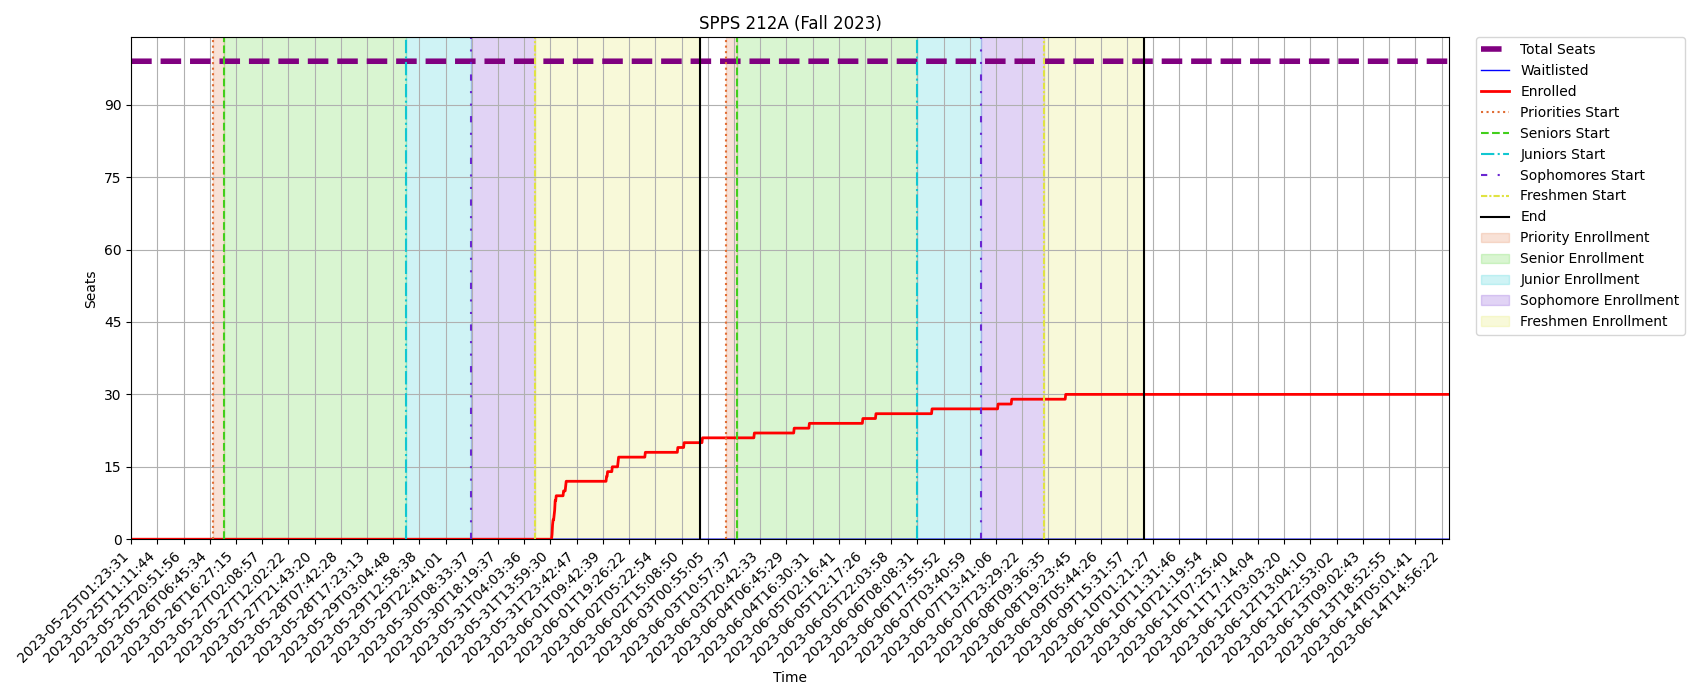 SPPS 212A (Fall 2023)
Total Seats
Waitlisted
Enrolled
Priorities Start
Seniors Start
Juniors Start
Sophomores Start
Freshmen Start
End
Priority Enrollment
Senior Enrollment
Junior Enrollment
Sophomore Enrollment
Freshmen Enrollment
Seats
90
75
60
45
30
15
0
2023-05-25T01:23:31
2023-05-25T11:11:44
2023-05-25T20:51:56
2023-05-26T06:45:34
2023-05-26T16:27:15
2023-05-27T02:08:57
2023-05-27T12:02:22
2023-05-27T21:43:20
2023-05-28T07:42:28
2023-05-28T17:23:13
2023-05-29T03:04:48
2023-05-29T12:58:38
2023-05-29T22:41:01
2023-05-30T08:33:37
2023-05-30T18:19:37
2023-05-31T04:03:36
2023-05-31T13:59:30
2023-05-31T23:42:47
2023-06-01T09:42:39
2023-06-01T19:26:22
2023-06-02T05:22:54
2023-06-02T15:08:50
2023-06-03T00:55:05
2023-06-03T10:57:37
2023-06-03T20:42:33
2023-06-04T06:45:29
2023-06-04T16:30:31
2023-06-05T02:16:41
2023-06-05T12:17:26
2023-06-05T22:03:58
2023-06-06T08:08:31
2023-06-06T17:55:52
2023-06-07T03:40:59
2023-06-07T13:41:06
2023-06-07T23:29:22
2023-06-08T09:36:35
2023-06-08T19:23:45
2023-06-09T05:44:26
2023-06-09T15:31:57
2023-06-10T01:21:27
2023-06-10T11:31:46
2023-06-10T21:19:54
2023-06-11T07:25:40
2023-06-11T17:14:04
2023-06-12T03:03:20
2023-06-12T13:04:10
2023-06-12T22:53:02
2023-06-13T09:02:43
2023-06-13T18:52:55
2023-06-14T05:01:41
2023-06-14T14:56:22
Time